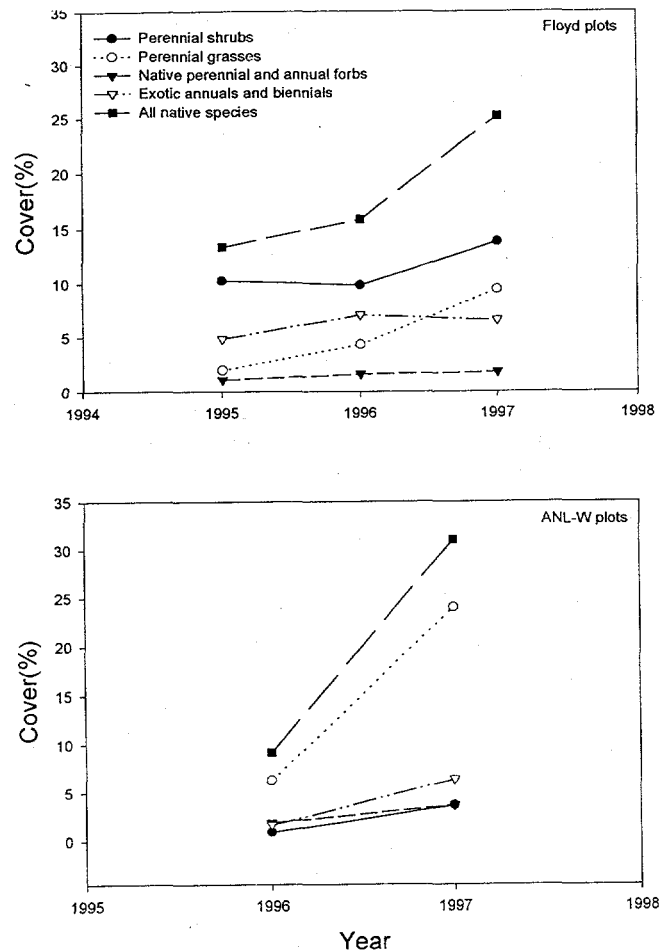 35
30
25
20
15
10
5
0
Cover(%)
Floyd plots
Perennial shrubs
Perennial grasses
Native perennial and annual forbs
Exotic annuals and biennials
All native species
1994
1995
1996
1997
1998
35
30
25
20
15
10
5
0
Cover(%)
ANL-W plots
1995
1996
1997
1998
Year